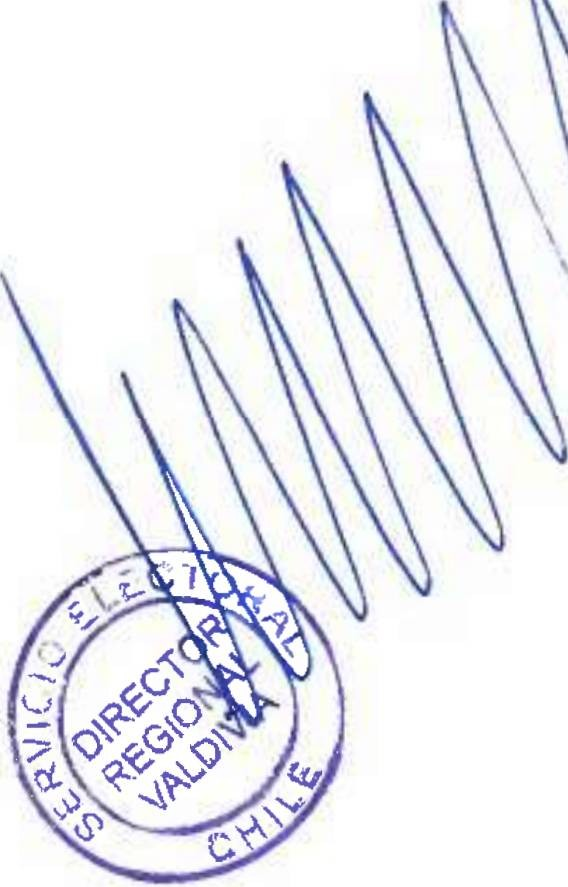 SERVICIO ELECTORAL
DIRECTOR
REGIONAL
VALDIVIA
CHILE